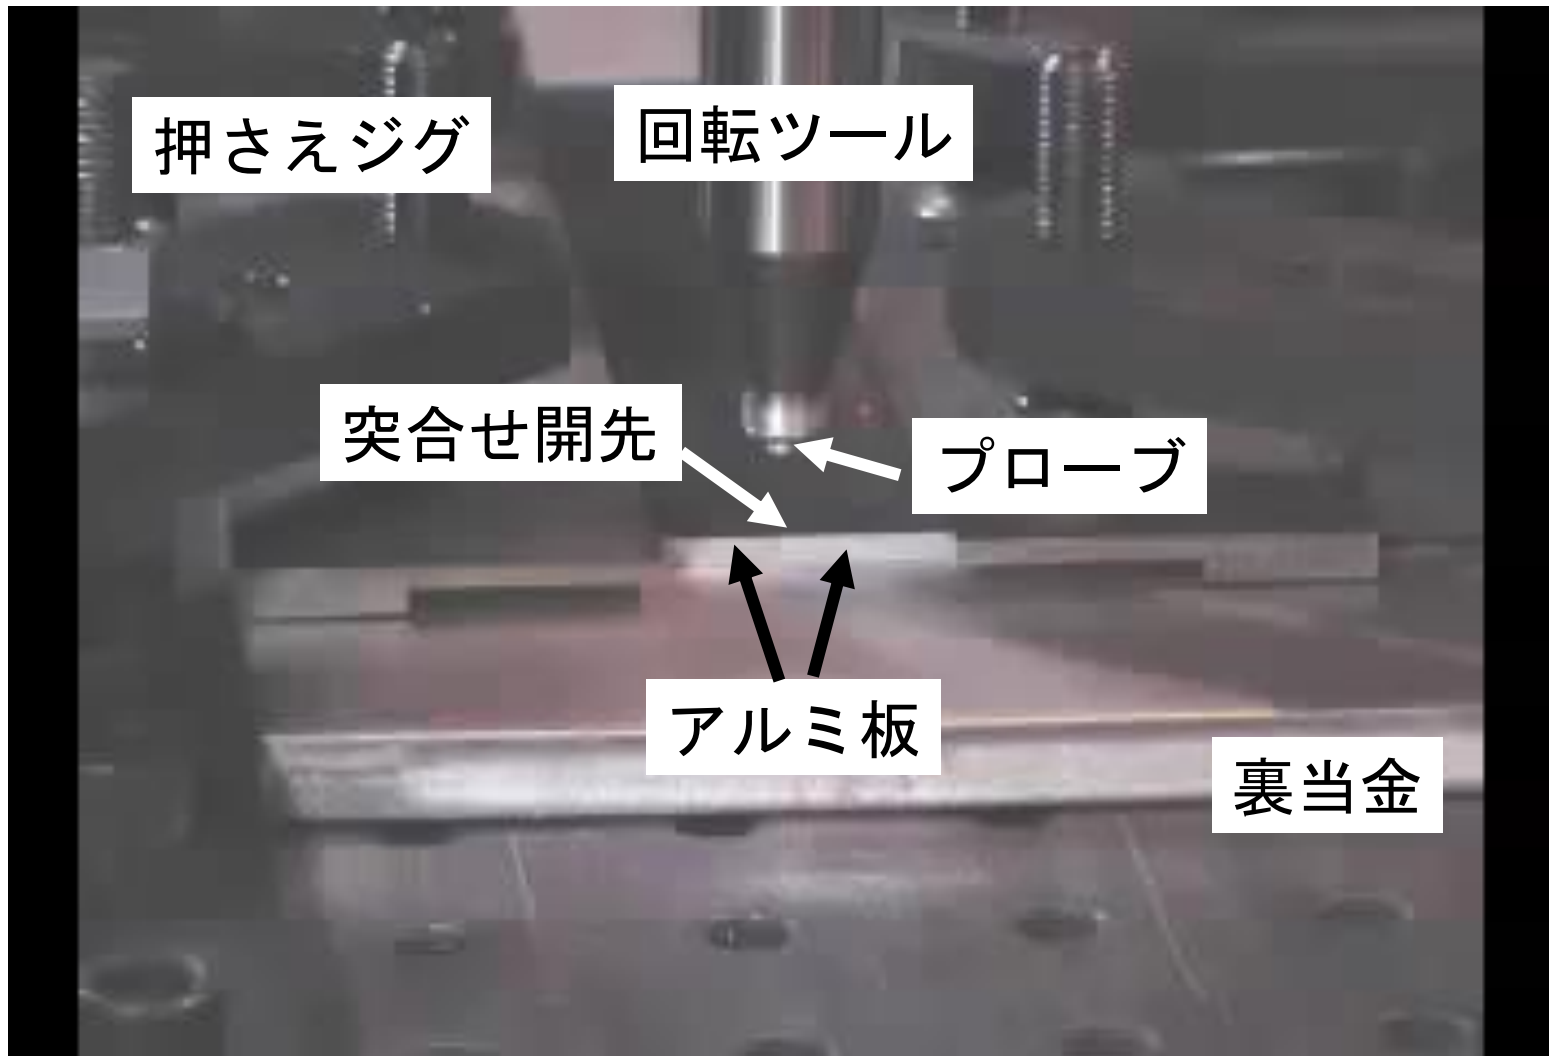 押さえジグ
回転ツール
突合せ開先
プローブ
アルミ板
裏当金